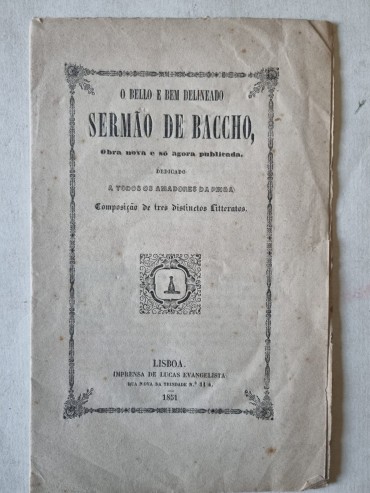 O BELLO E BEM DELINEADO
SERMÃO DE BACCHO,
Obra nova e só agora publicada,
DEDICADO
A TODOS OS AMADORES DA PINGA
Composição de tres distinctos Litteratos.
LISBOA.
IMPRENSA DE LUCAS EVANGELISTA
RUA NOVA DA TRINDADE N.º
1851